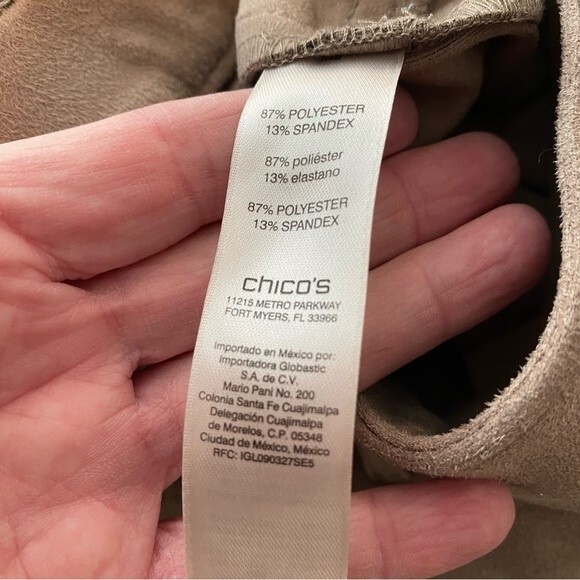 87% POLYESTER
13% SPANDEX
87% poliéster
13% elastano
87% POLYESTER
13% SPANDEX
chico's
11215 METRO PARKWAY
FORT MYERS, FL 33966
Importado en México por:
Importadora Globastic
S.A. de C.V.
Mario Pani No. 200
Colonia Santa Fe Cuajimalpa
Delegación Cuajimalpa
de Morelos, C.P. 05348
Ciudad de México, México
RFC: IGL090327SE5